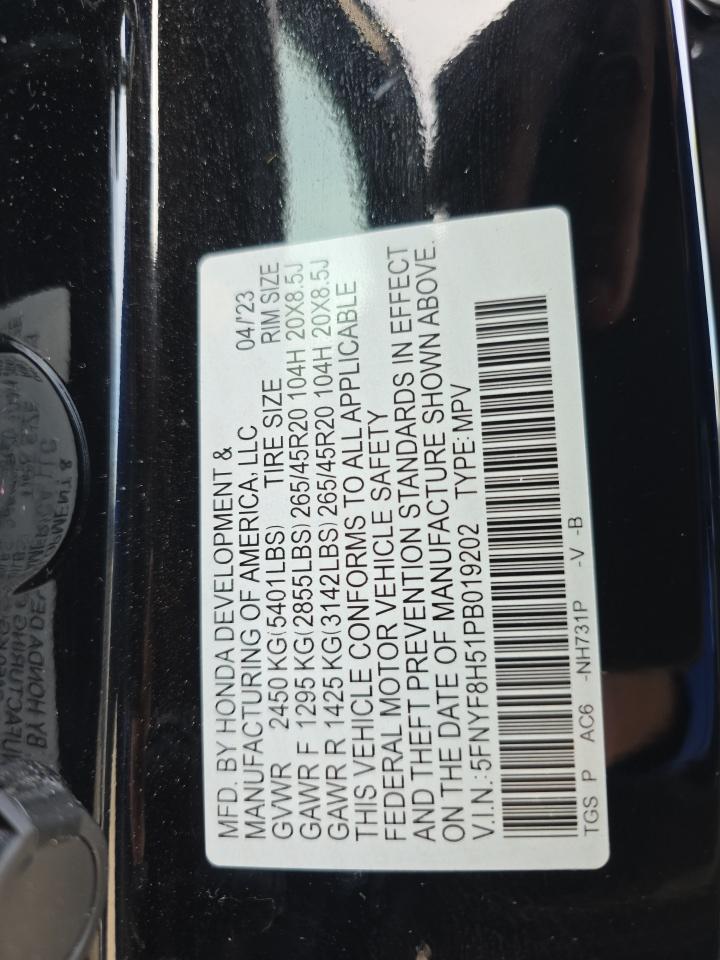 MFD. BY HONDA DEVELOPMENT &
MANUFACTURING OF AMERICA, LLC 04/'23
GVWR 2450 KG(5401LBS) TIRE SIZE RIM SIZE
GAWR F 1295 KG(2855LBS)265/45R20 104H 20X8.5J
GAWR R 1425 KG(3142LBS)265/45R20 104H 20X8.5J
THIS VEHICLE CONFORMS TO ALL APPLICABLE
FEDERAL MOTOR VEHICLE SAFETY
AND THEFT PREVENTION STANDARDS IN EFFECT
ON THE DATE OF MANUFACTURE SHOWN ABOVE.
V.I.N.:5FNYF8H51PB019202 TYPE:MPV
TGS P AC6 -NH731P -V -B